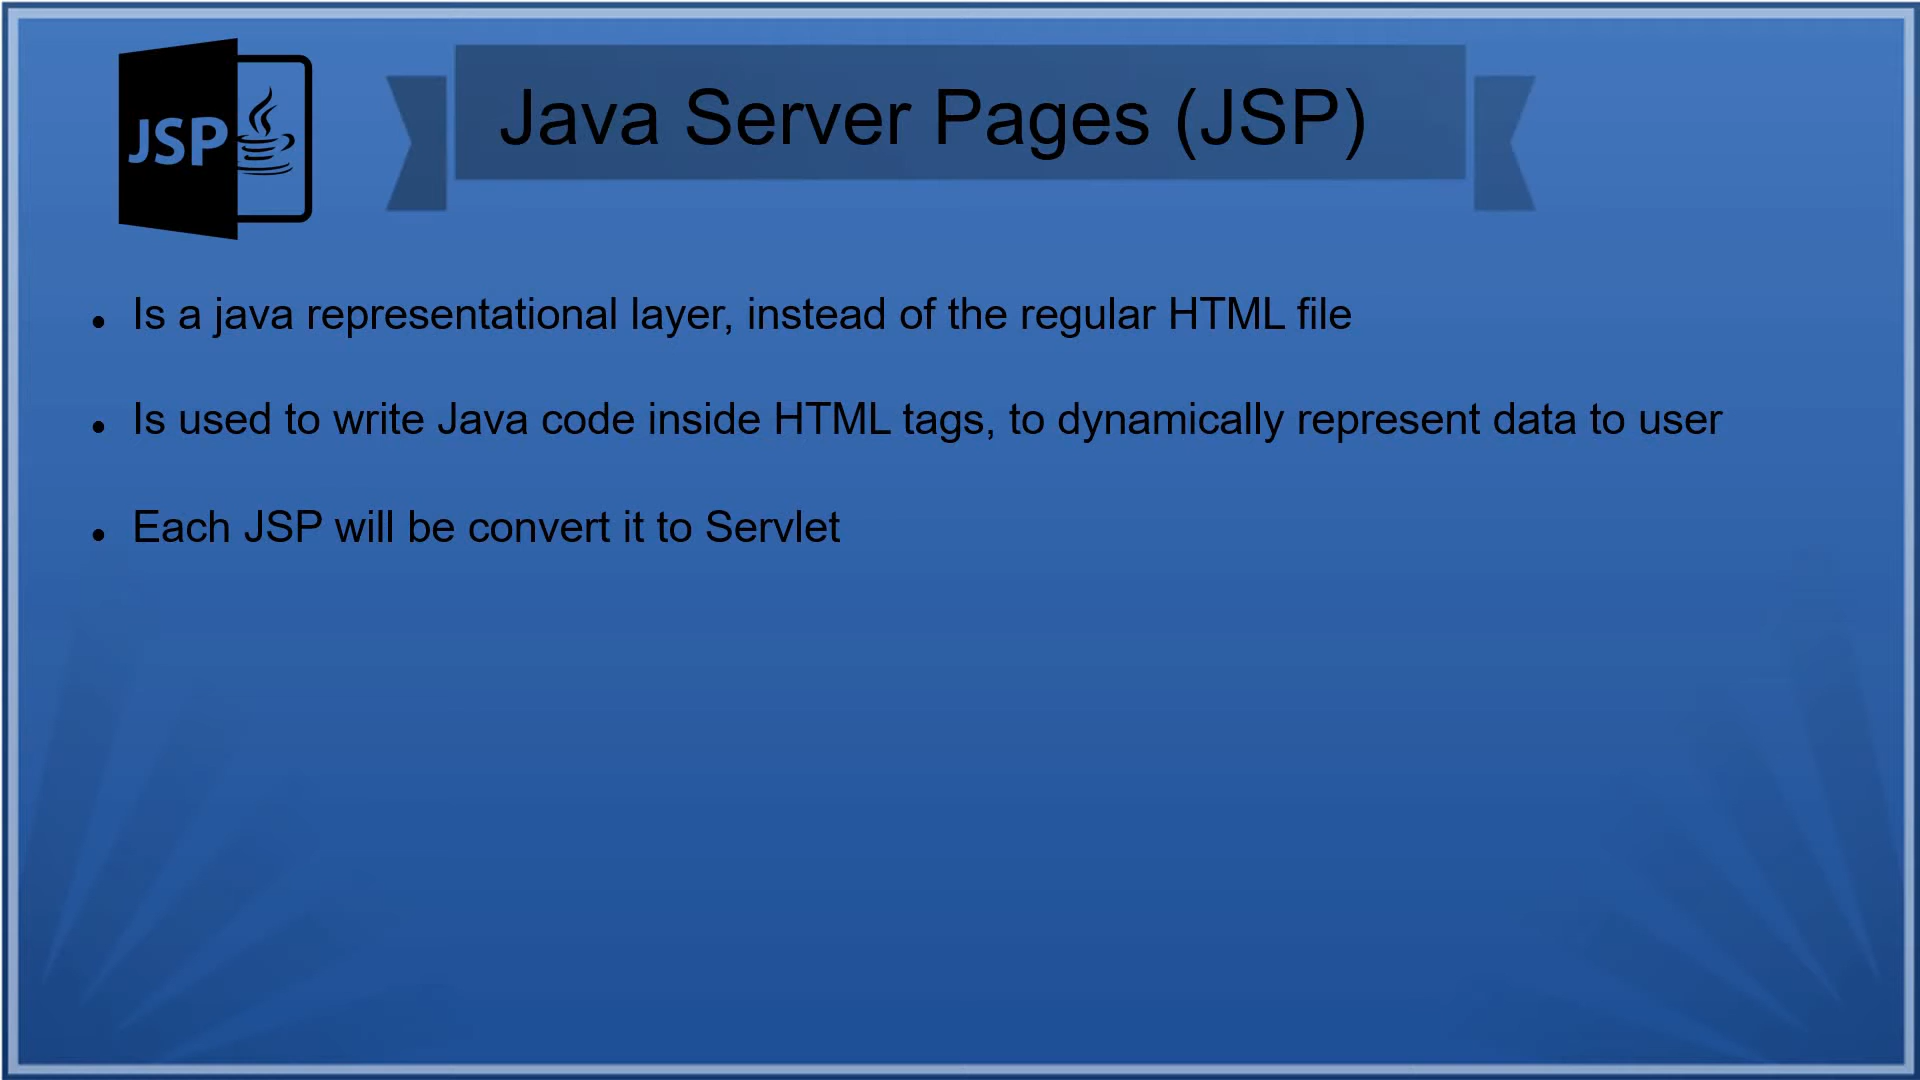 JSP
Java Server Pages (JSP)
• Is a java representational layer, instead of the regular HTML file
• Is used to write Java code inside HTML tags, to dynamically represent data to user
• Each JSP will be convert it to Servlet